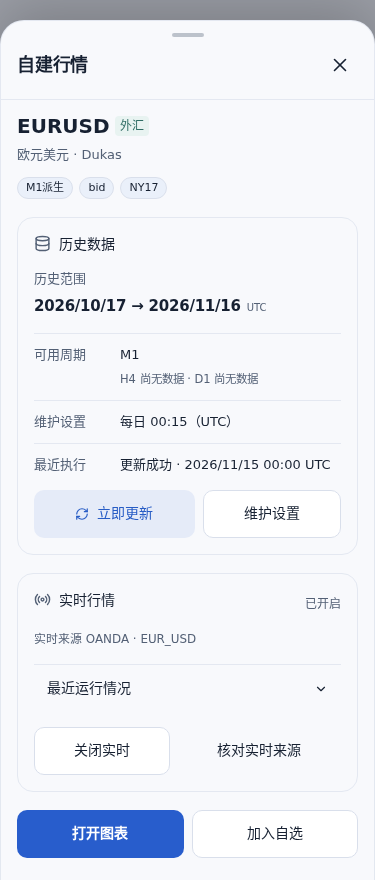 自建行情
EURUSD 外汇
欧元美元 · Dukas
M1派生 bid NY17
历史数据
历史范围
2026/10/17 → 2026/11/16 UTC
可用周期 M1
H4 尚无数据 · D1 尚无数据
维护设置 每日 00:15（UTC）
最近执行 更新成功 · 2026/11/15 00:00 UTC
立即更新 维护设置
实时行情 已开启
实时来源 OANDA · EUR_USD
最近运行情况
关闭实时 核对实时来源
打开图表 加入自选